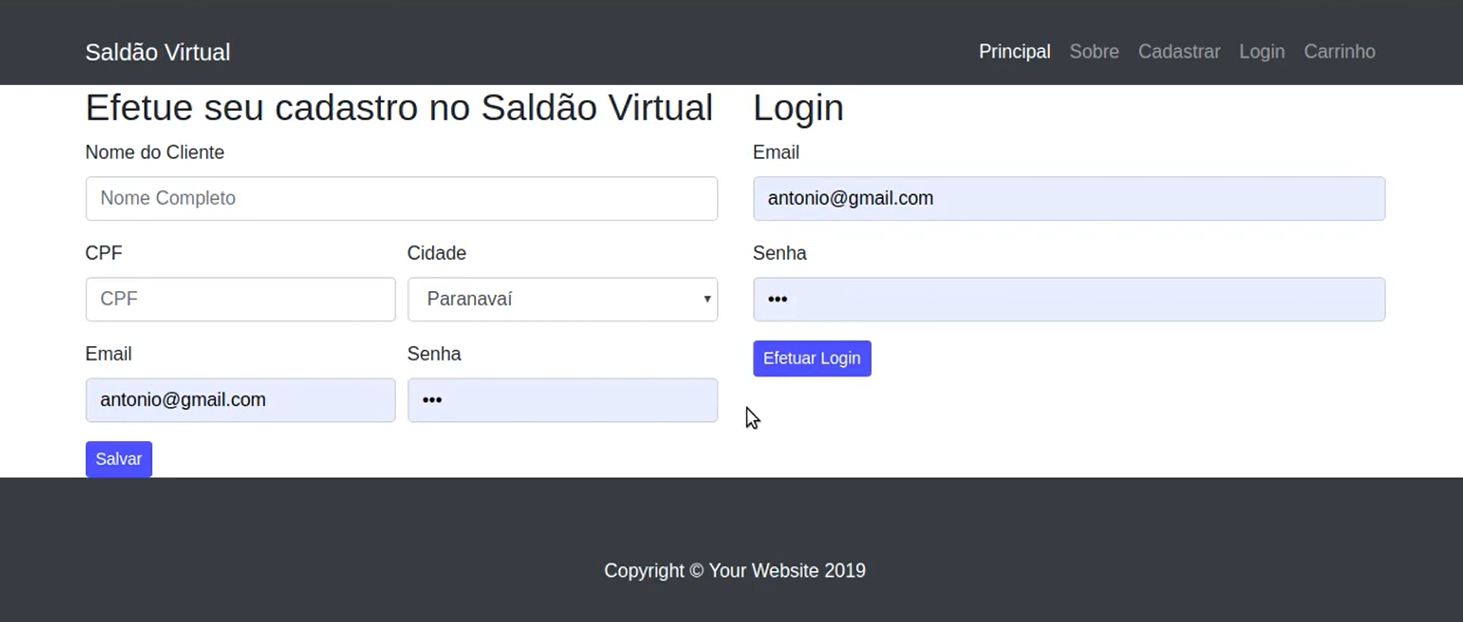 Saldão Virtual
Principal Sobre Cadastrar Login Carrinho
Efetue seu cadastro no Saldão Virtual
Nome do Cliente
Nome Completo
CPF Cidade
CPF Paranavaí
Email Senha
antonio@gmail.com •••
Salvar
Login
Email
antonio@gmail.com
Senha
•••
Efetuar Login
Copyright © Your Website 2019